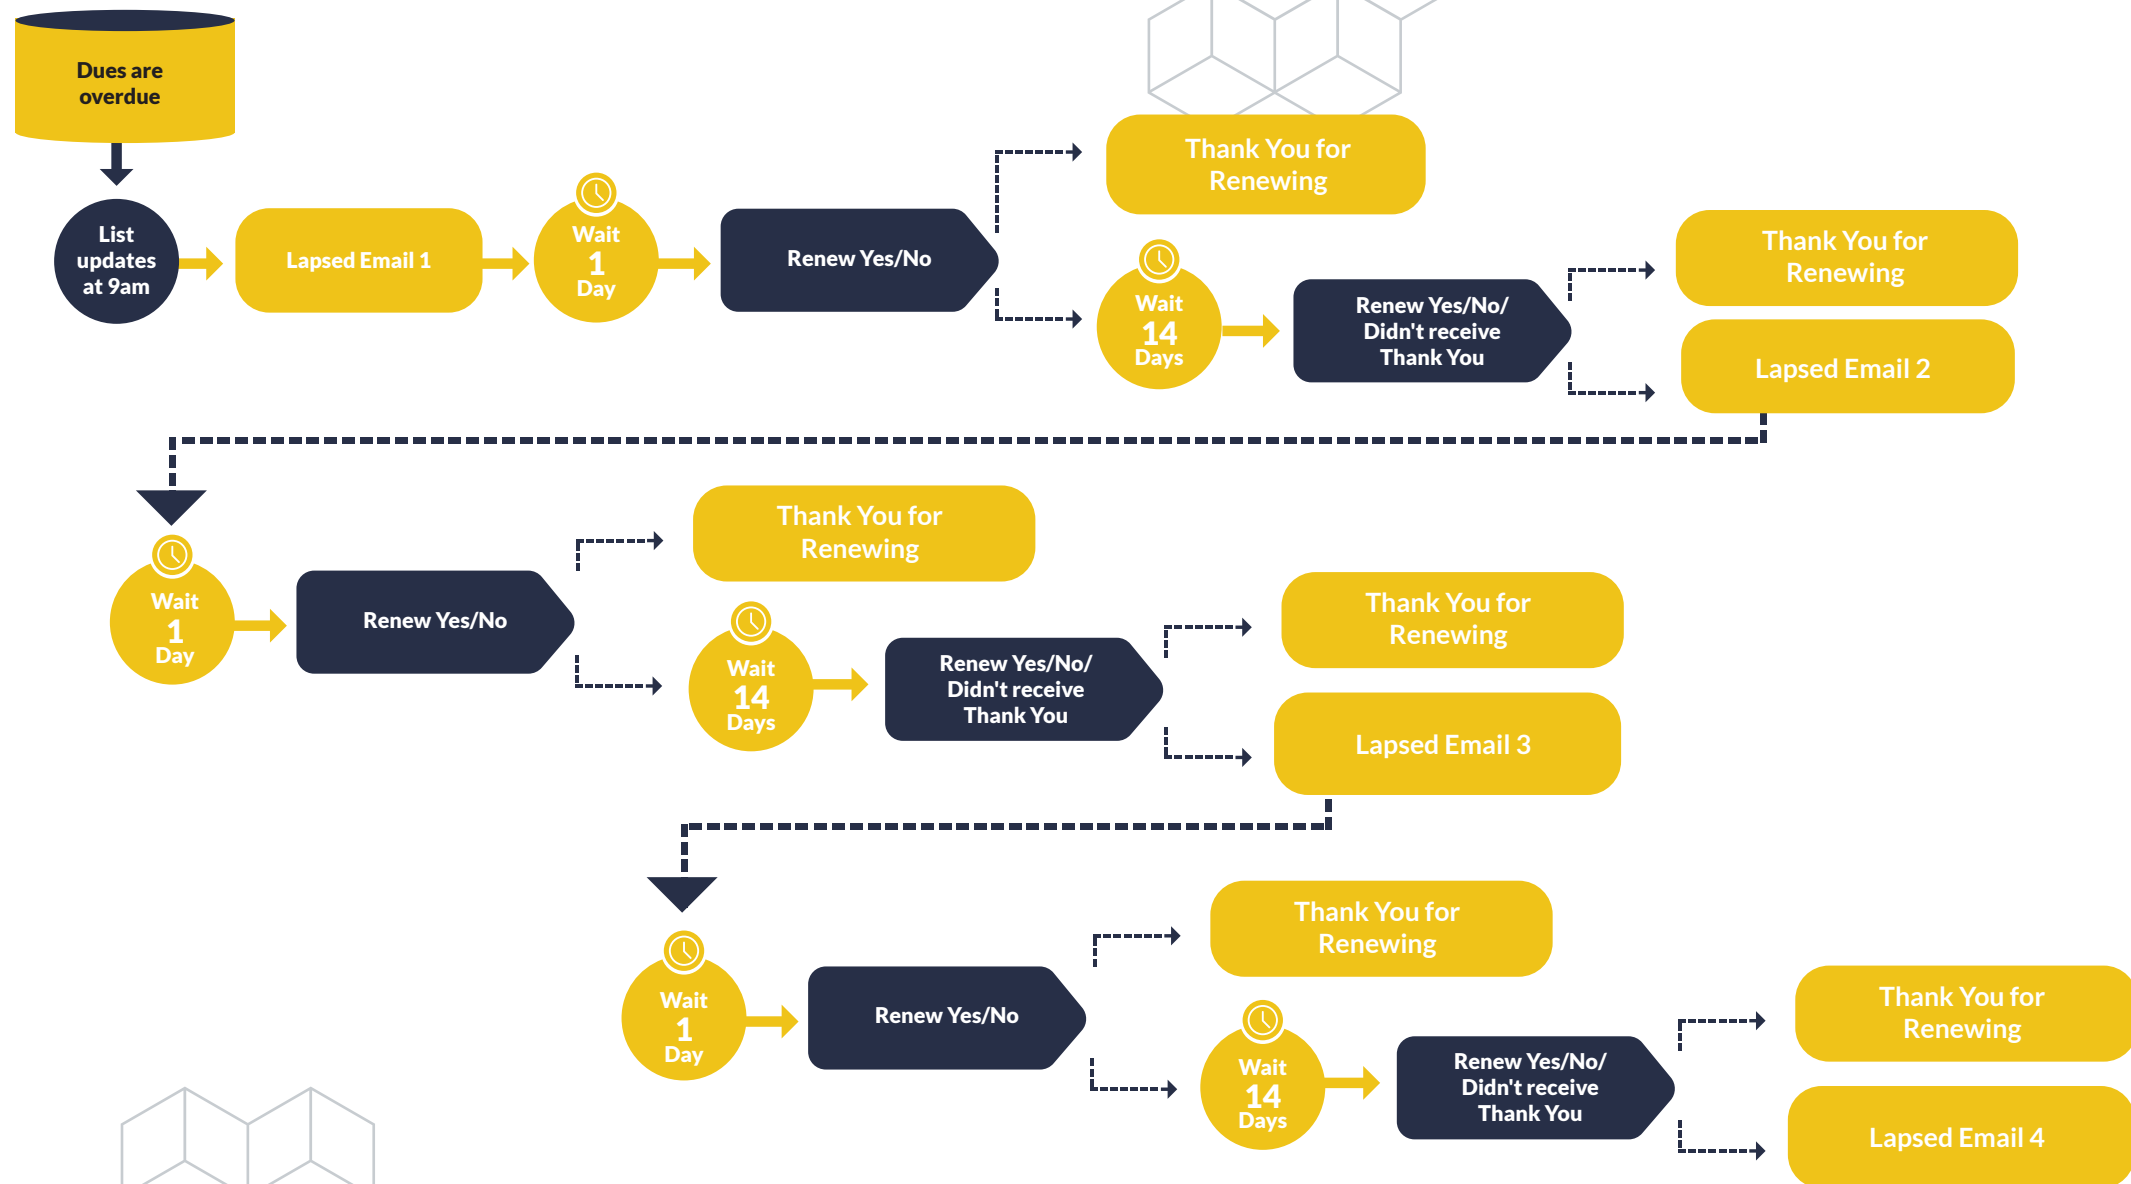 Dues are
overdue
List
updates
at 9am
Lapsed Email 1
Wait
1
Day
Renew Yes/No
Thank You for
Renewing
Wait
14
Days
Renew Yes/No/
Didn't receive
Thank You
Thank You for
Renewing
Lapsed Email 2
Wait
1
Day
Renew Yes/No
Thank You for
Renewing
Wait
14
Days
Renew Yes/No/
Didn't receive
Thank You
Thank You for
Renewing
Lapsed Email 3
Wait
1
Day
Renew Yes/No
Thank You for
Renewing
Wait
14
Days
Renew Yes/No/
Didn't receive
Thank You
Thank You for
Renewing
Lapsed Email 4